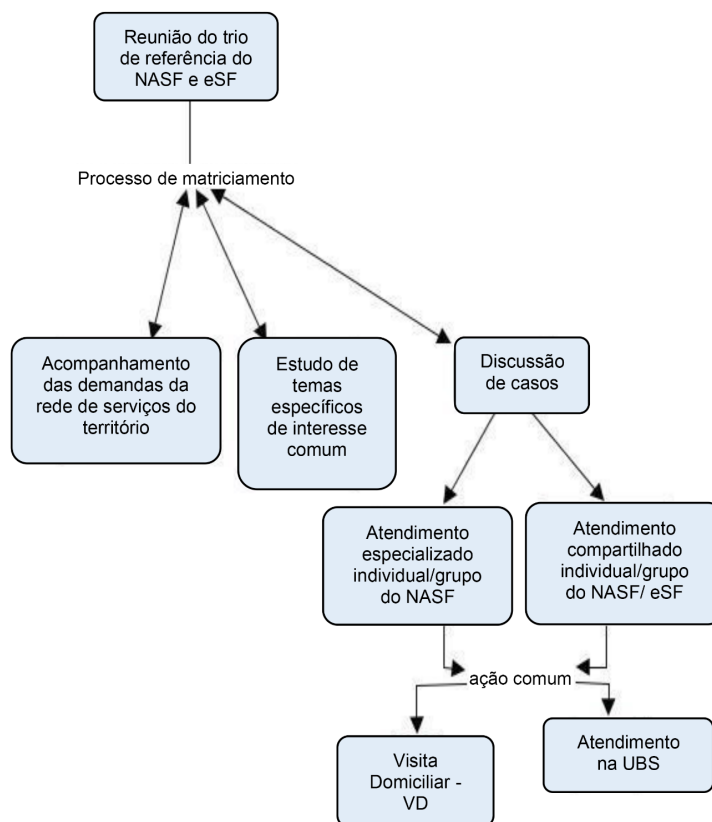 Reunião do trio
de referência do
NASF e eSF
Processo de matriciamento
Acompanhamento
das demandas da
rede de serviços do
território
Estudo de
temas
específicos
de interesse
comum
Discussão
de casos
Atendimento
especializado
individual/grupo
do NASF
Atendimento
compartilhado
individual/grupo
do NASF/ eSF
ação comum
Visita
Domiciliar -
VD
Atendimento
na UBS